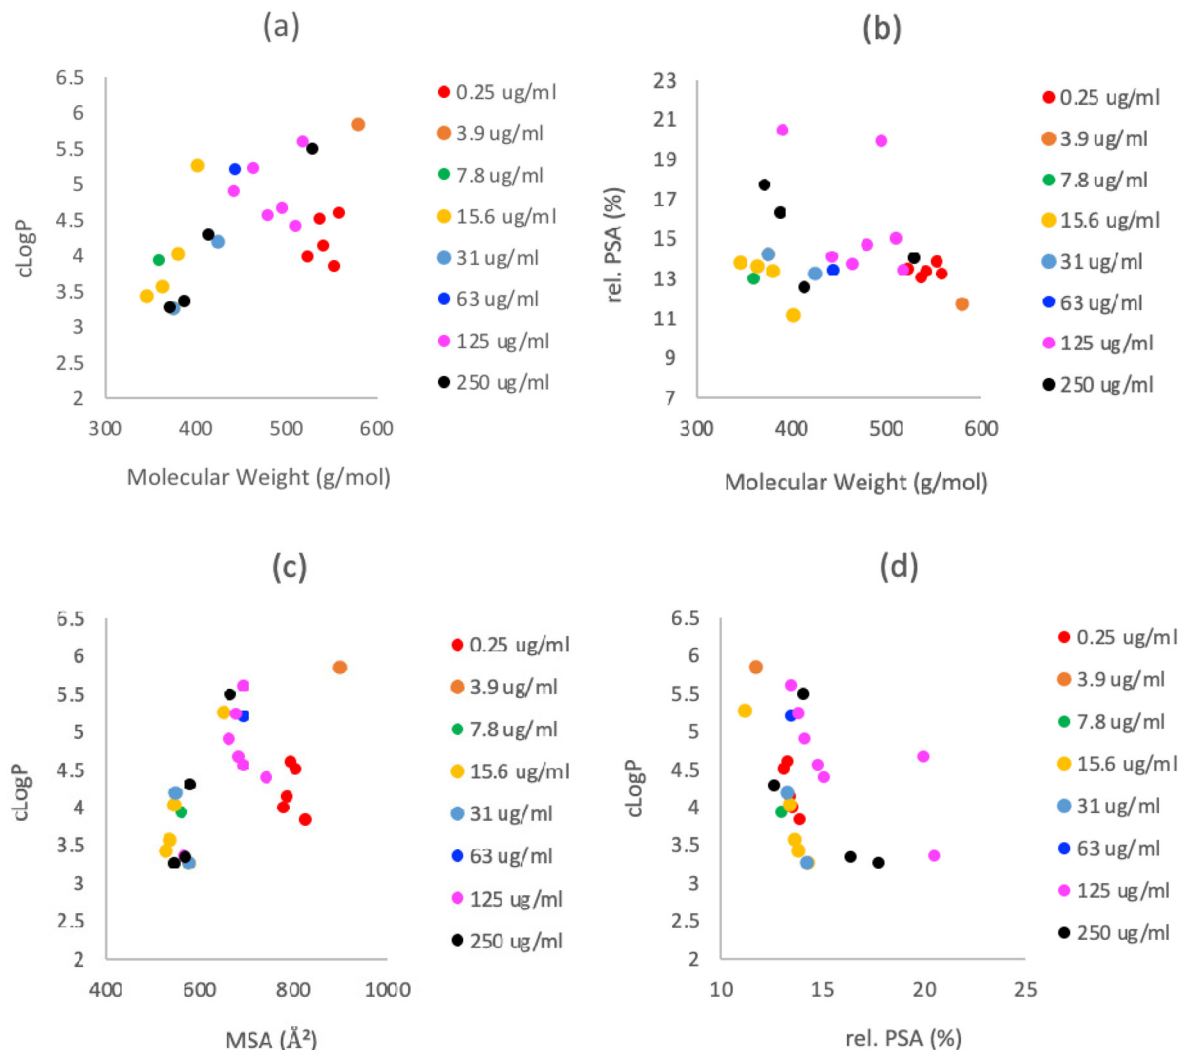 (a)
6.5
6
5.5
5
4.5
4
3.5
3
2.5
2
cLogP
300 400 500 600
Molecular Weight (g/mol)
0.25 ug/ml
3.9 ug/ml
7.8 ug/ml
15.6 ug/ml
31 ug/ml
63 ug/ml
125 ug/ml
250 ug/ml
(b)
23
21
19
17
15
13
11
9
7
rel. PSA (%)
300 400 500 600
Molecular Weight (g/mol)
0.25 ug/ml
3.9 ug/ml
7.8 ug/ml
15.6 ug/ml
31 ug/ml
63 ug/ml
125 ug/ml
250 ug/ml
(c)
6.5
6
5.5
5
4.5
4
3.5
3
2.5
2
cLogP
400 600 800 1000
MSA (Å²)
0.25 ug/ml
3.9 ug/ml
7.8 ug/ml
15.6 ug/ml
31 ug/ml
63 ug/ml
125 ug/ml
250 ug/ml
(d)
6.5
6
5.5
5
4.5
4
3.5
3
2.5
2
cLogP
10 15 20 25
rel. PSA (%)
0.25 ug/ml
3.9 ug/ml
7.8 ug/ml
15.6 ug/ml
31 ug/ml
63 ug/ml
125 ug/ml
250 ug/ml